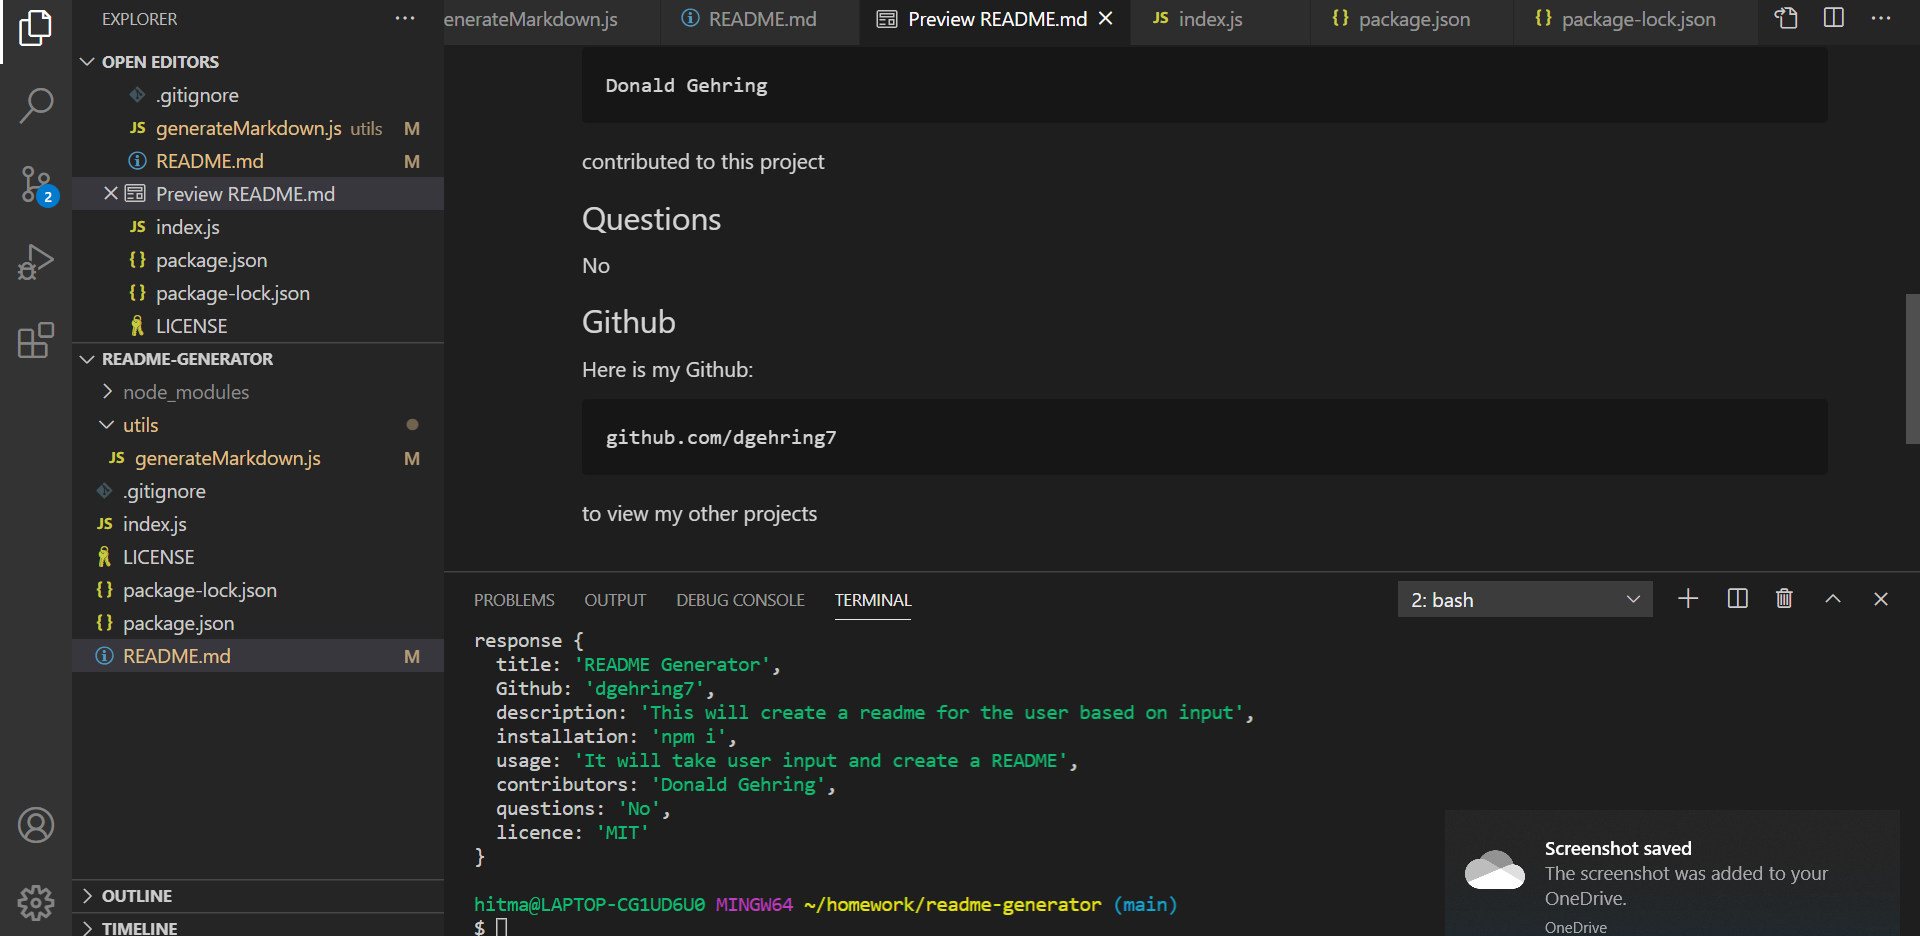 EXPLORER
OPEN EDITORS
.gitignore
JS generateMarkdown.js utils M
README.md M
Preview README.md
JS index.js
{} package.json
{} package-lock.json
LICENSE
README-GENERATOR
node_modules
utils
JS generateMarkdown.js M
.gitignore
JS index.js
LICENSE
{} package-lock.json
{} package.json
README.md M
OUTLINE
TIMELINE
2
enerateMarkdown.js README.md Preview README.md JS index.js {} package.json {} package-lock.json
Donald Gehring
contributed to this project
Questions
No
Github
Here is my Github:
github.com/dgehring7
to view my other projects
PROBLEMS OUTPUT DEBUG CONSOLE TERMINAL 2: bash
response {
  title: 'README Generator',
  Github: 'dgehring7',
  description: 'This will create a readme for the user based on input',
  installation: 'npm i',
  usage: 'It will take user input and create a README',
  contributors: 'Donald Gehring',
  questions: 'No',
  licence: 'MIT'
}
hitma@LAPTOP-CG1UD6U0 MINGW64 ~/homework/readme-generator (main)
$
Screenshot saved
The screenshot was added to your
OneDrive.
OneDrive